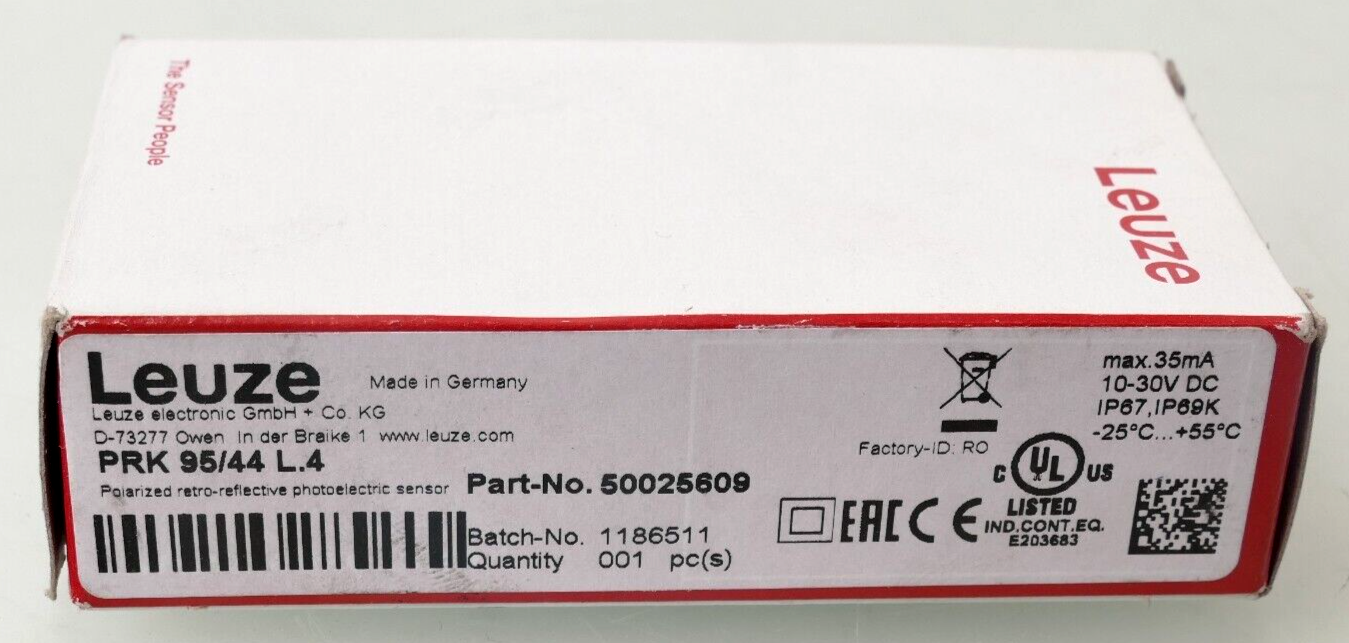 The Sensor People
Leuze
Leuze
Made in Germany
Leuze electronic GmbH + Co. KG
D-73277 Owen In der Braike 1 www.leuze.com
PRK 95/44 L.4
Polarized retro-reflective photoelectric sensor
Part-No. 50025609
Batch-No. 1186511
Quantity 001 pc(s)
Factory-ID: RO
max.35mA
10-30V DC
IP67,IP69K
-25°C...+55°C
EAC CE
C UL US
LISTED
IND.CONT.EQ.
E203683